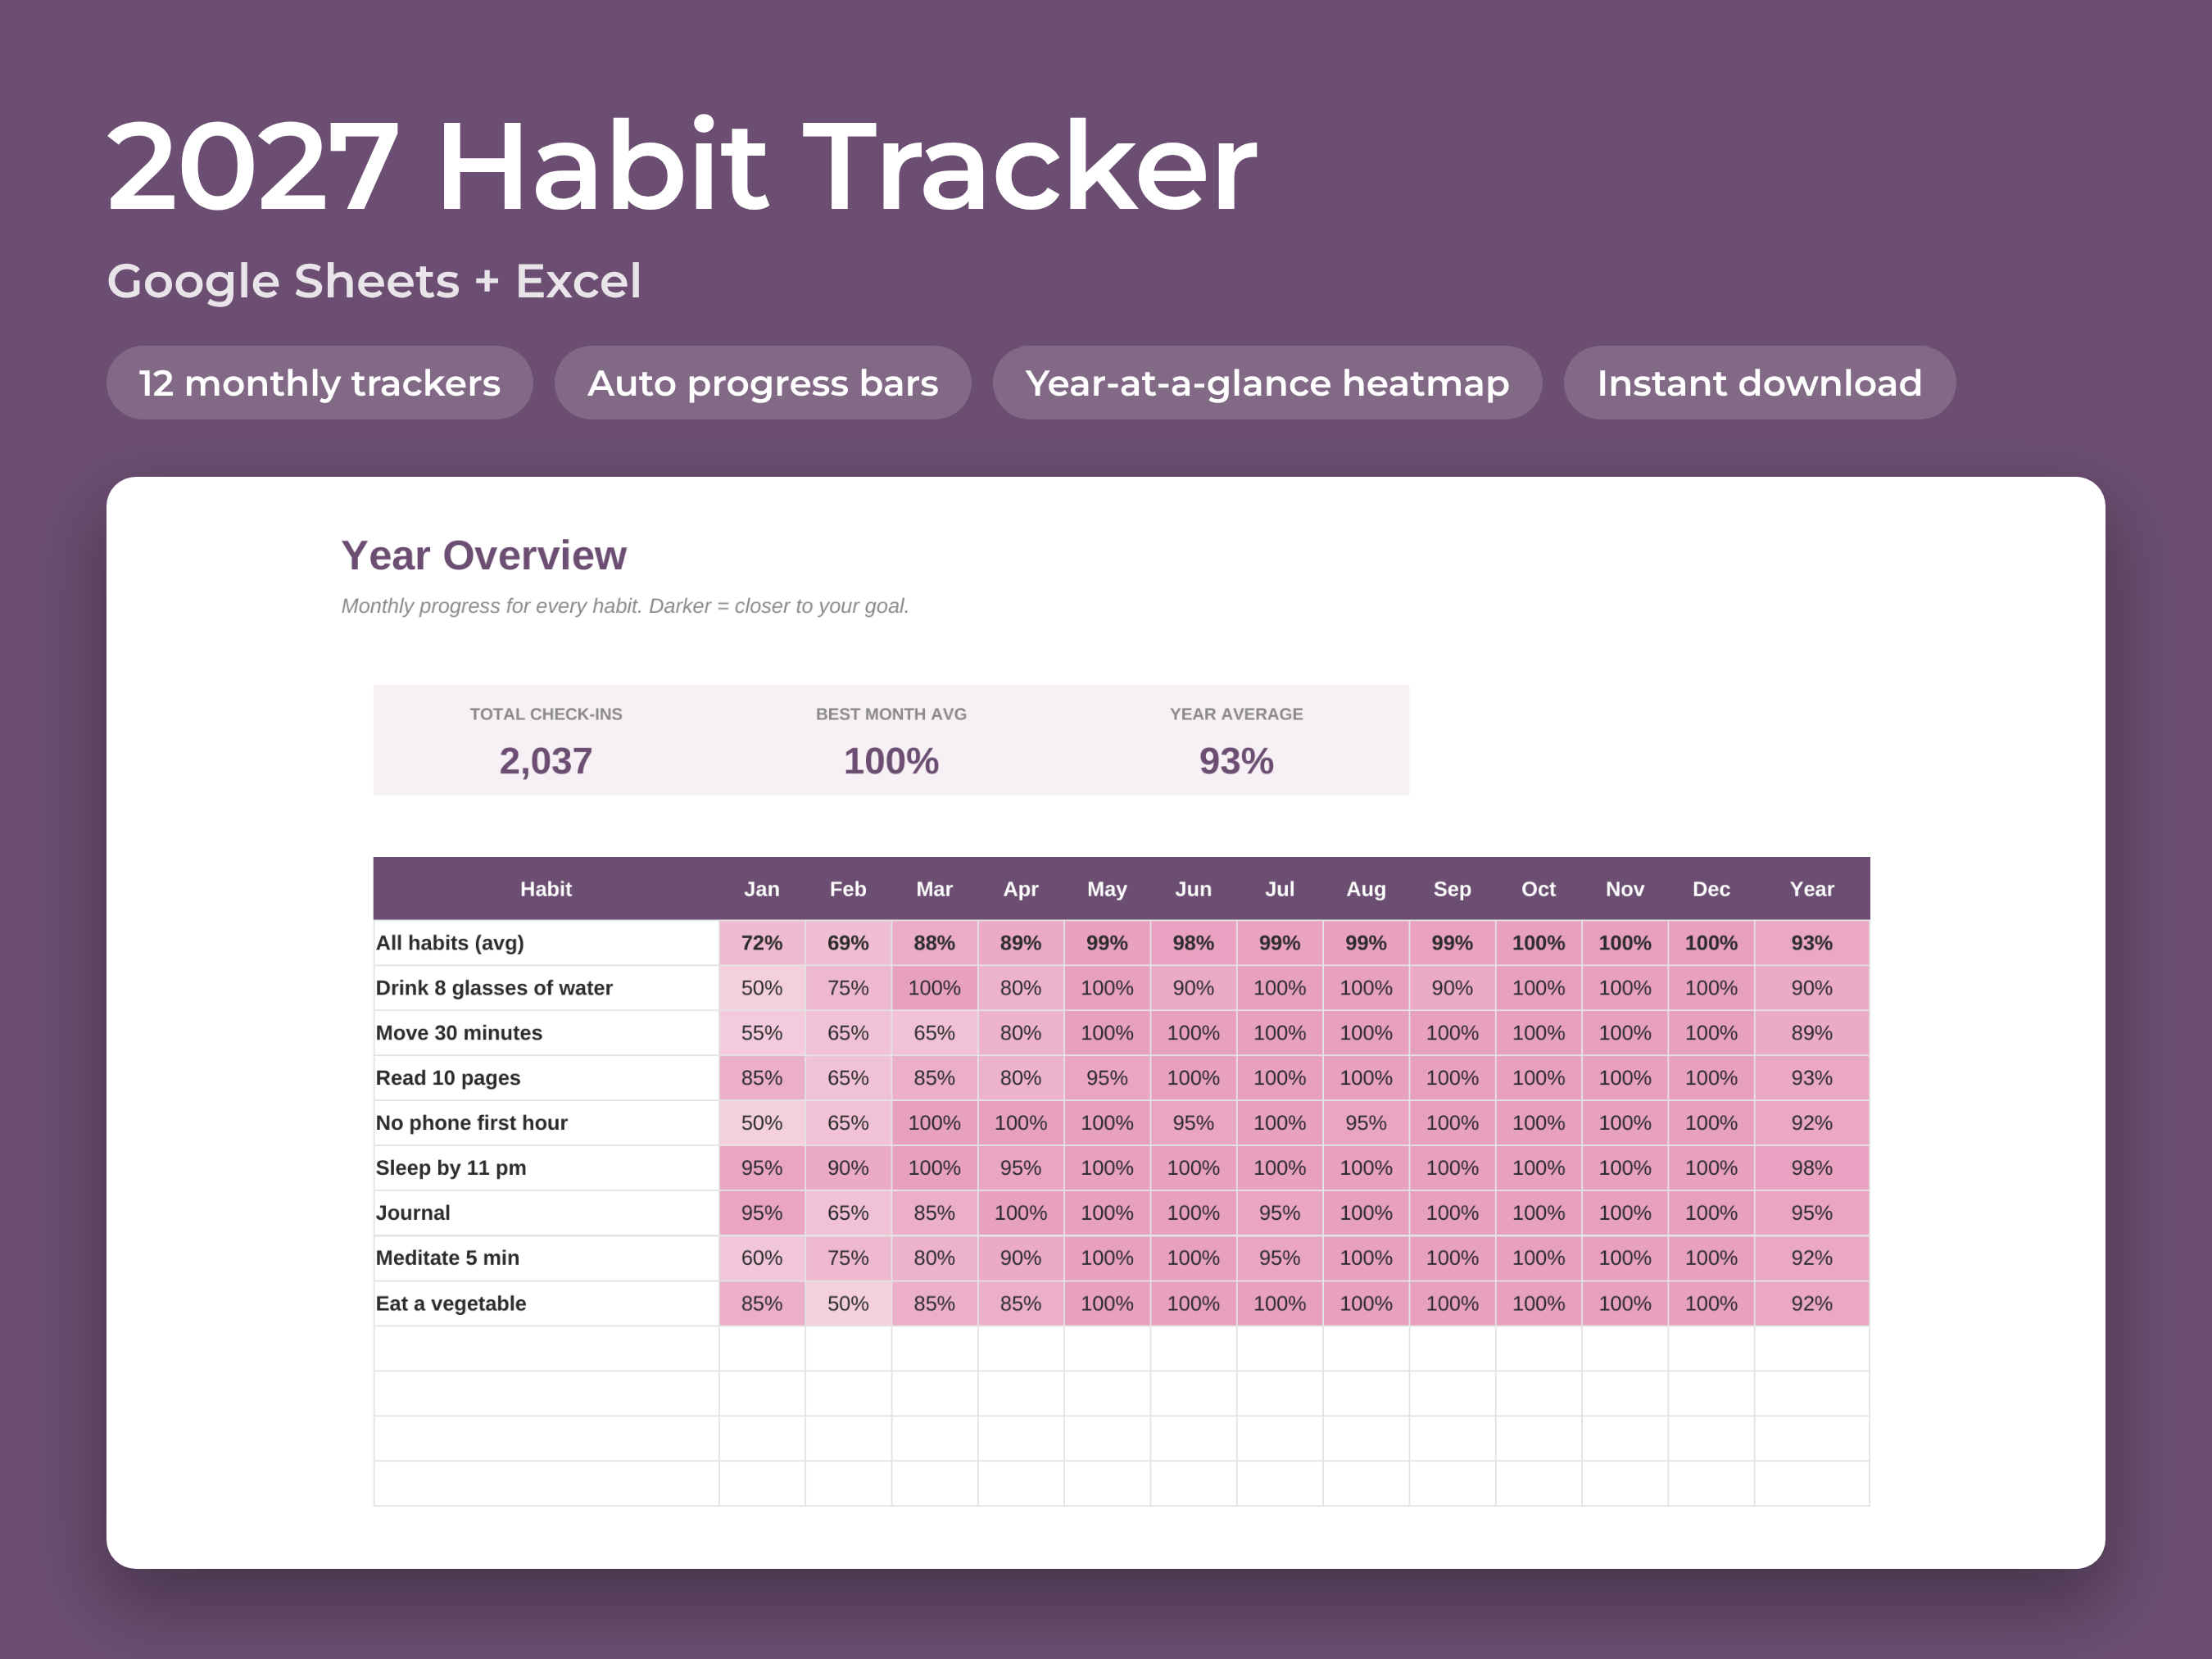 2027 Habit Tracker
Google Sheets + Excel
12 monthly trackers Auto progress bars Year-at-a-glance heatmap Instant download
Year Overview
Monthly progress for every habit. Darker = closer to your goal.
TOTAL CHECK-INS BEST MONTH AVG YEAR AVERAGE
2,037 100% 93%
Habit Jan Feb Mar Apr May Jun Jul Aug Sep Oct Nov Dec Year
All habits (avg) 72% 69% 88% 89% 99% 98% 99% 99% 99% 100% 100% 100% 93%
Drink 8 glasses of water 50% 75% 100% 80% 100% 90% 100% 100% 90% 100% 100% 100% 90%
Move 30 minutes 55% 65% 65% 80% 100% 100% 100% 100% 100% 100% 100% 100% 89%
Read 10 pages 85% 65% 85% 80% 95% 100% 100% 100% 100% 100% 100% 100% 93%
No phone first hour 50% 65% 100% 100% 100% 95% 100% 95% 100% 100% 100% 100% 92%
Sleep by 11 pm 95% 90% 100% 95% 100% 100% 100% 100% 100% 100% 100% 100% 98%
Journal 95% 65% 85% 100% 100% 100% 95% 100% 100% 100% 100% 100% 95%
Meditate 5 min 60% 75% 80% 90% 100% 100% 95% 100% 100% 100% 100% 100% 92%
Eat a vegetable 85% 50% 85% 85% 100% 100% 100% 100% 100% 100% 100% 100% 92%